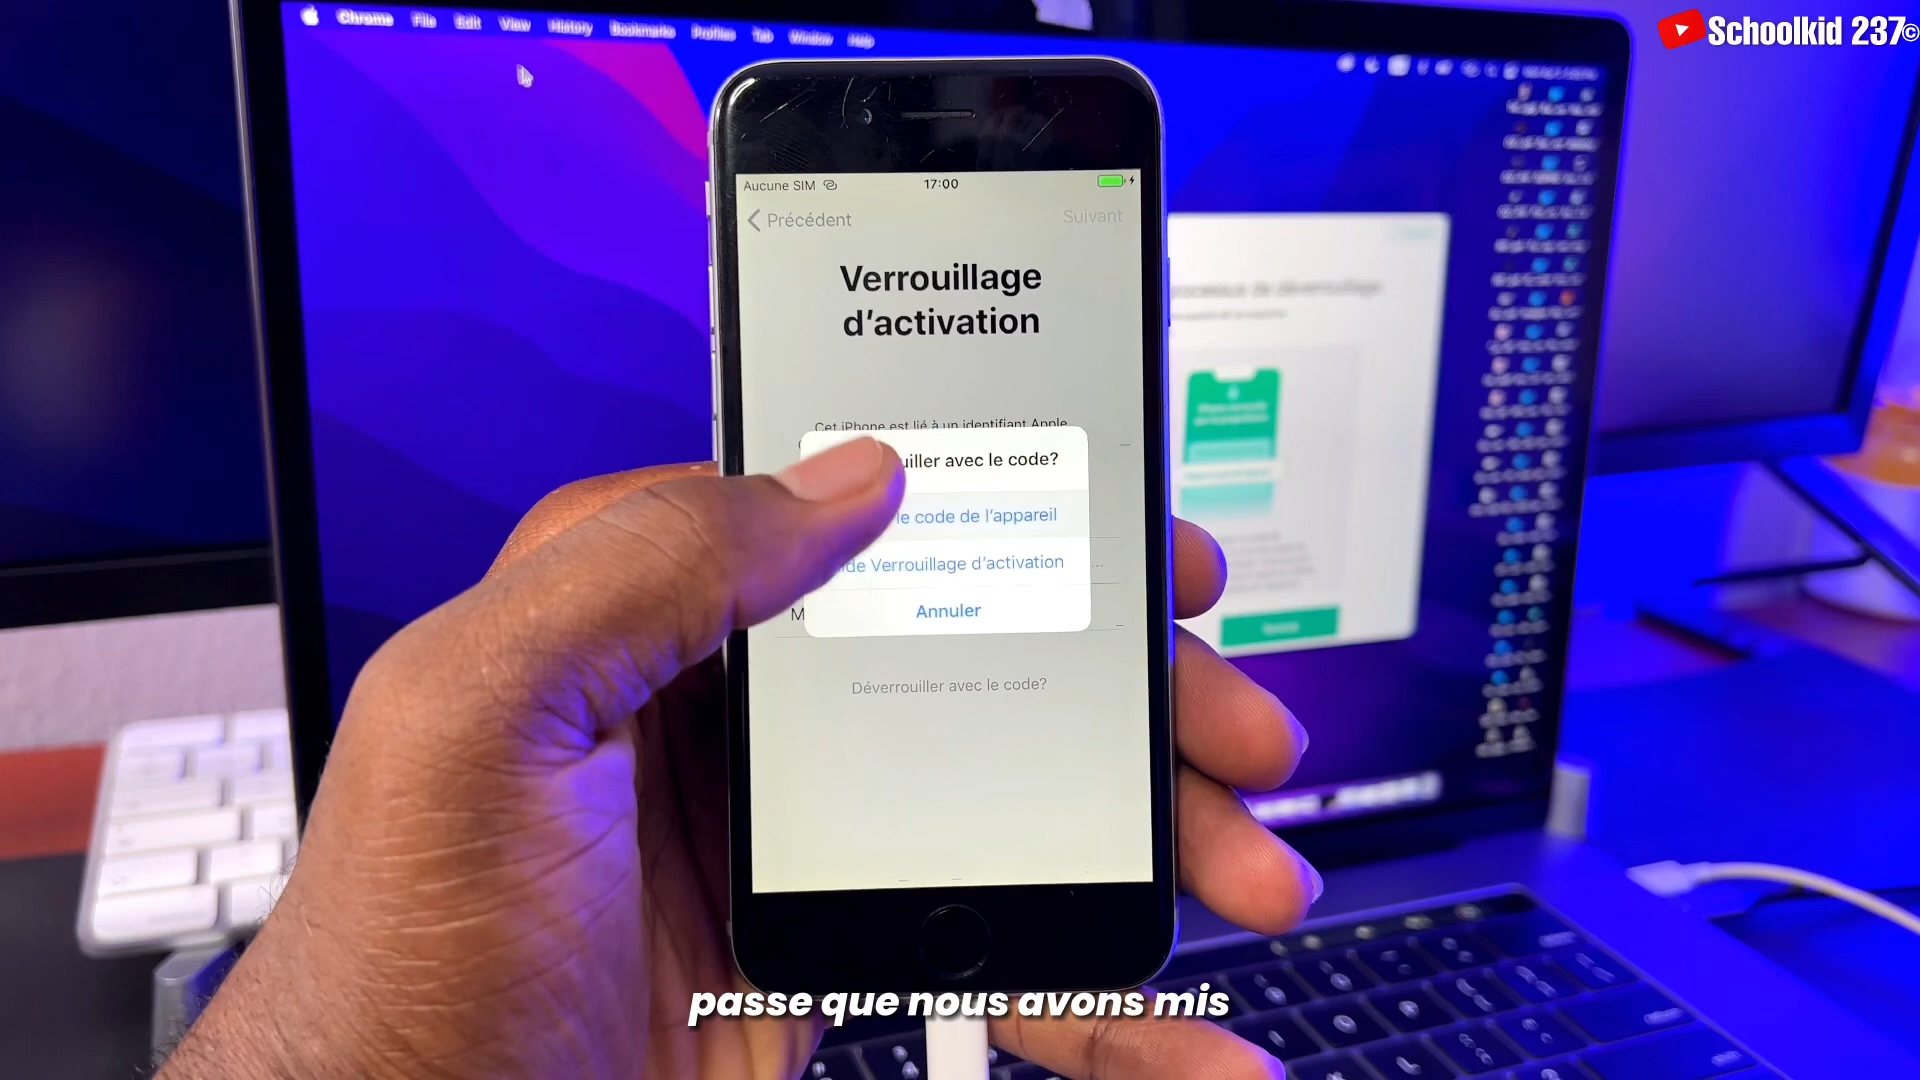 Chrome File Edit View History Bookmarks Profiles Tab Window Help
Schoolkid 237©
Aucune SIM 17:00
Précédent Suivant
Verrouillage
d'activation
Cet iPhone est lié à un identifiant Apple
uiller avec le code?
le code de l'appareil
de Verrouillage d'activation
Annuler
M
Déverrouiller avec le code?
de déverrouillage
passe que nous avons mis